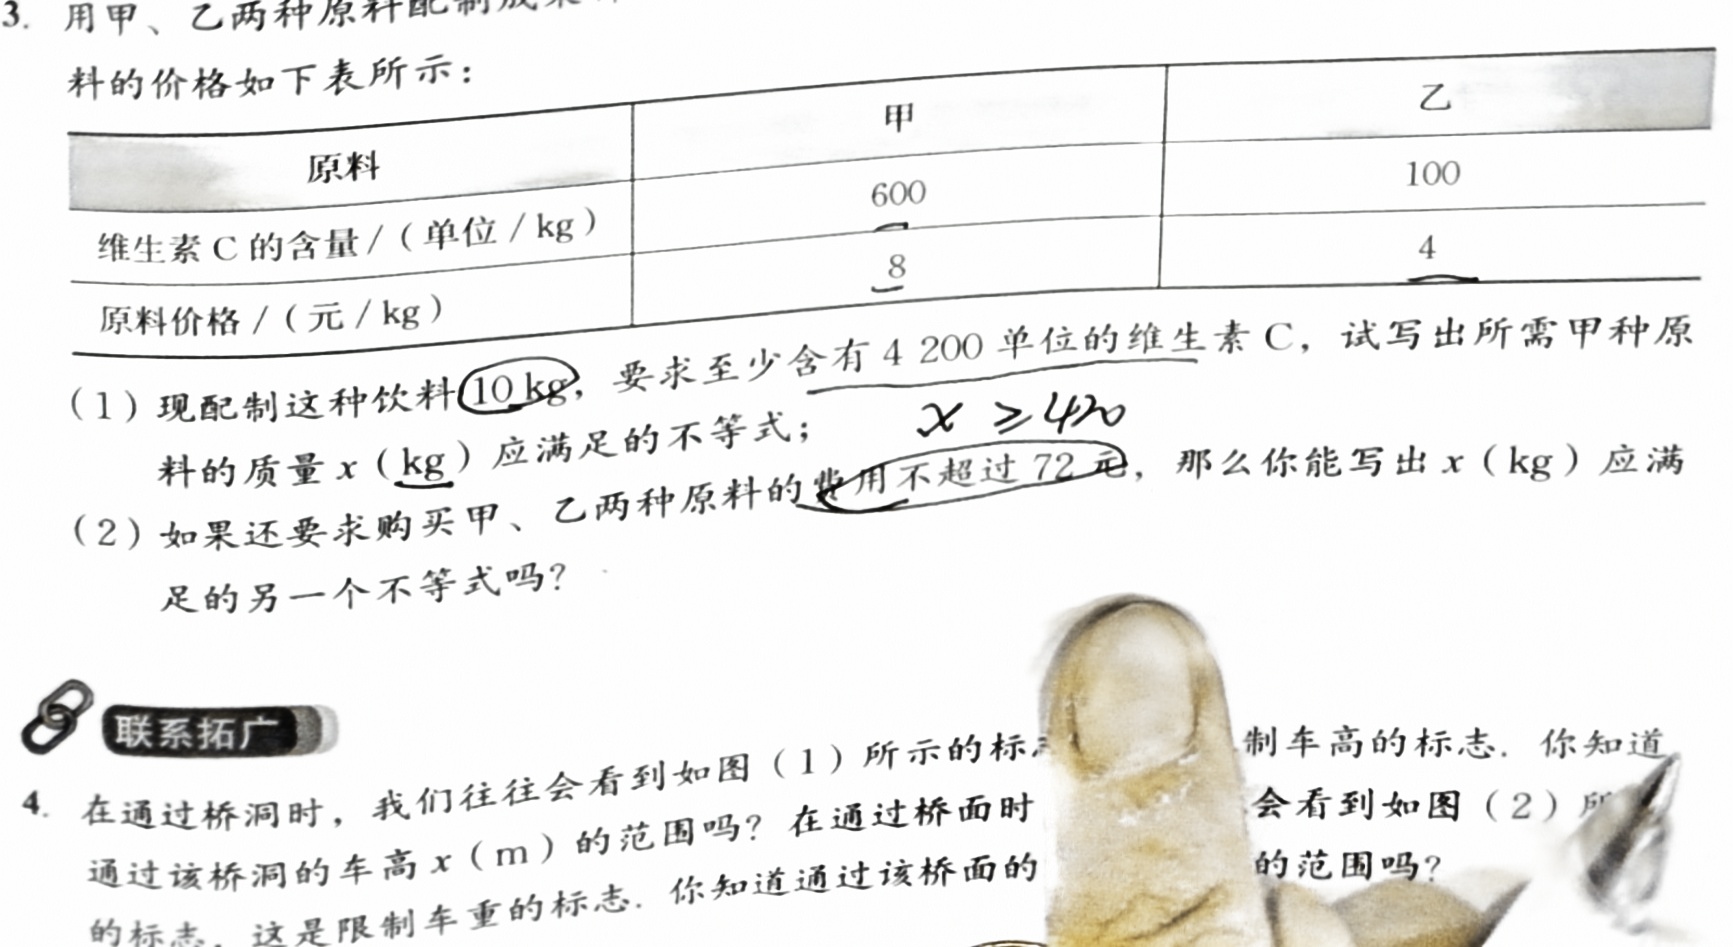 3. 用甲、乙两种原料配制成某
料的价格如下表所示：
原料 甲 乙
维生素 C 的含量 /（单位 / kg） 600 100
原料价格 /（元 / kg） 8 4
（1）现配制这种饮料 10 kg，要求至少含有 4 200 单位的维生素 C，试写出所需甲种原
料的质量 x（kg）应满足的不等式；
x ≥ 420
（2）如果还要求购买甲、乙两种原料的费用不超过 72 元，那么你能写出 x（kg）应满
足的另一个不等式吗？
联系拓广
4. 在通过桥洞时，我们往往会看到如图（1）所示的标 制车高的标志．你知道
通过该桥洞的车高 x（m）的范围吗？在通过桥面时 会看到如图（2）所
的标志，这是限制车重的标志．你知道通过该桥面的 的范围吗？